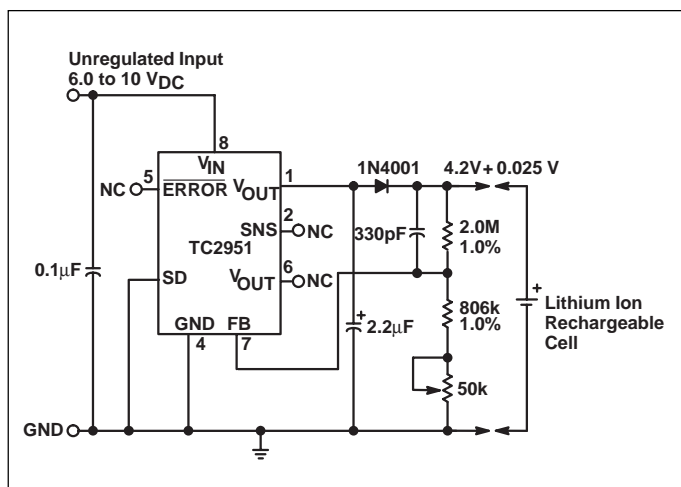 Unregulated Input
6.0 to 10 VDC
8
VIN
5
NC
ERROR
VOUT
1
1N4001
4.2V + 0.025 V
SNS
2
NC
330pF
2.0M
1.0%
TC2951
0.1µF
SD
VOUT
6
NC
GND
FB
4
7
2.2µF
+
806k
1.0%
+
Lithium Ion
Rechargeable
Cell
50k
GND